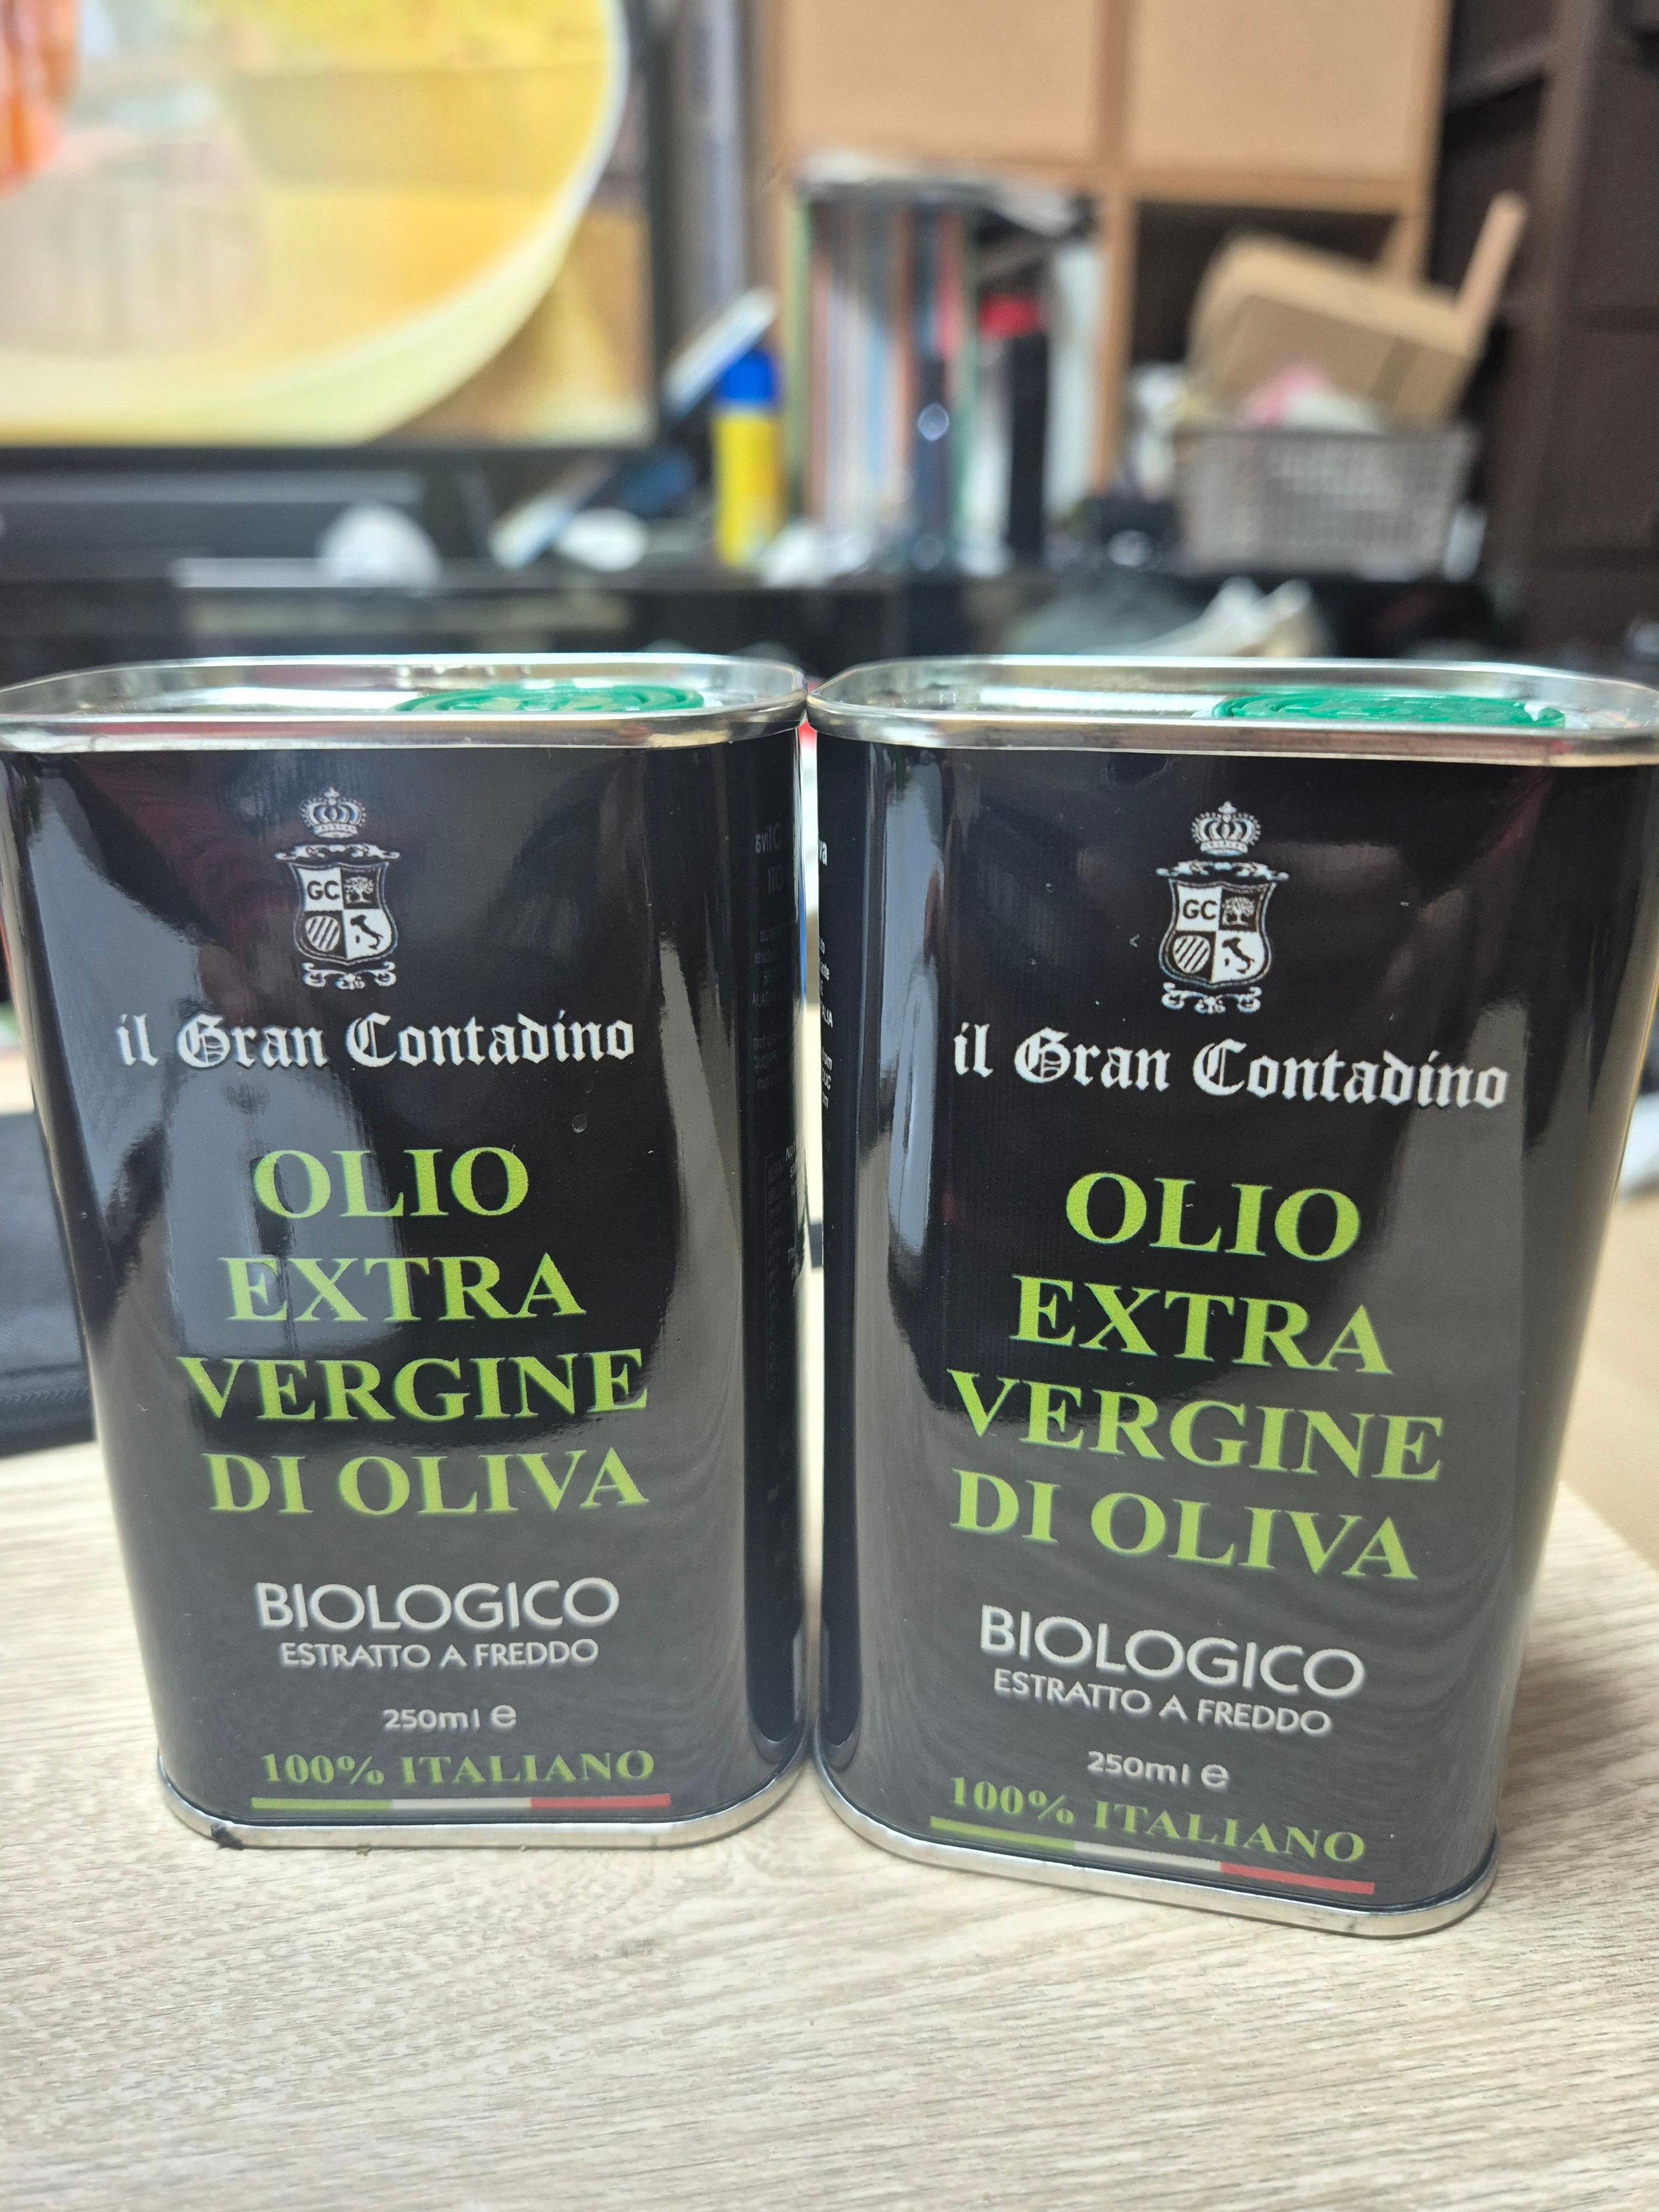 GC
il Gran Contadino
OLIO
EXTRA
VERGINE
DI OLIVA
BIOLOGICO
ESTRATTO A FREDDO
250ml e
100% ITALIANO
GC
il Gran Contadino
OLIO
EXTRA
VERGINE
DI OLIVA
BIOLOGICO
ESTRATTO A FREDDO
250ml e
100% ITALIANO